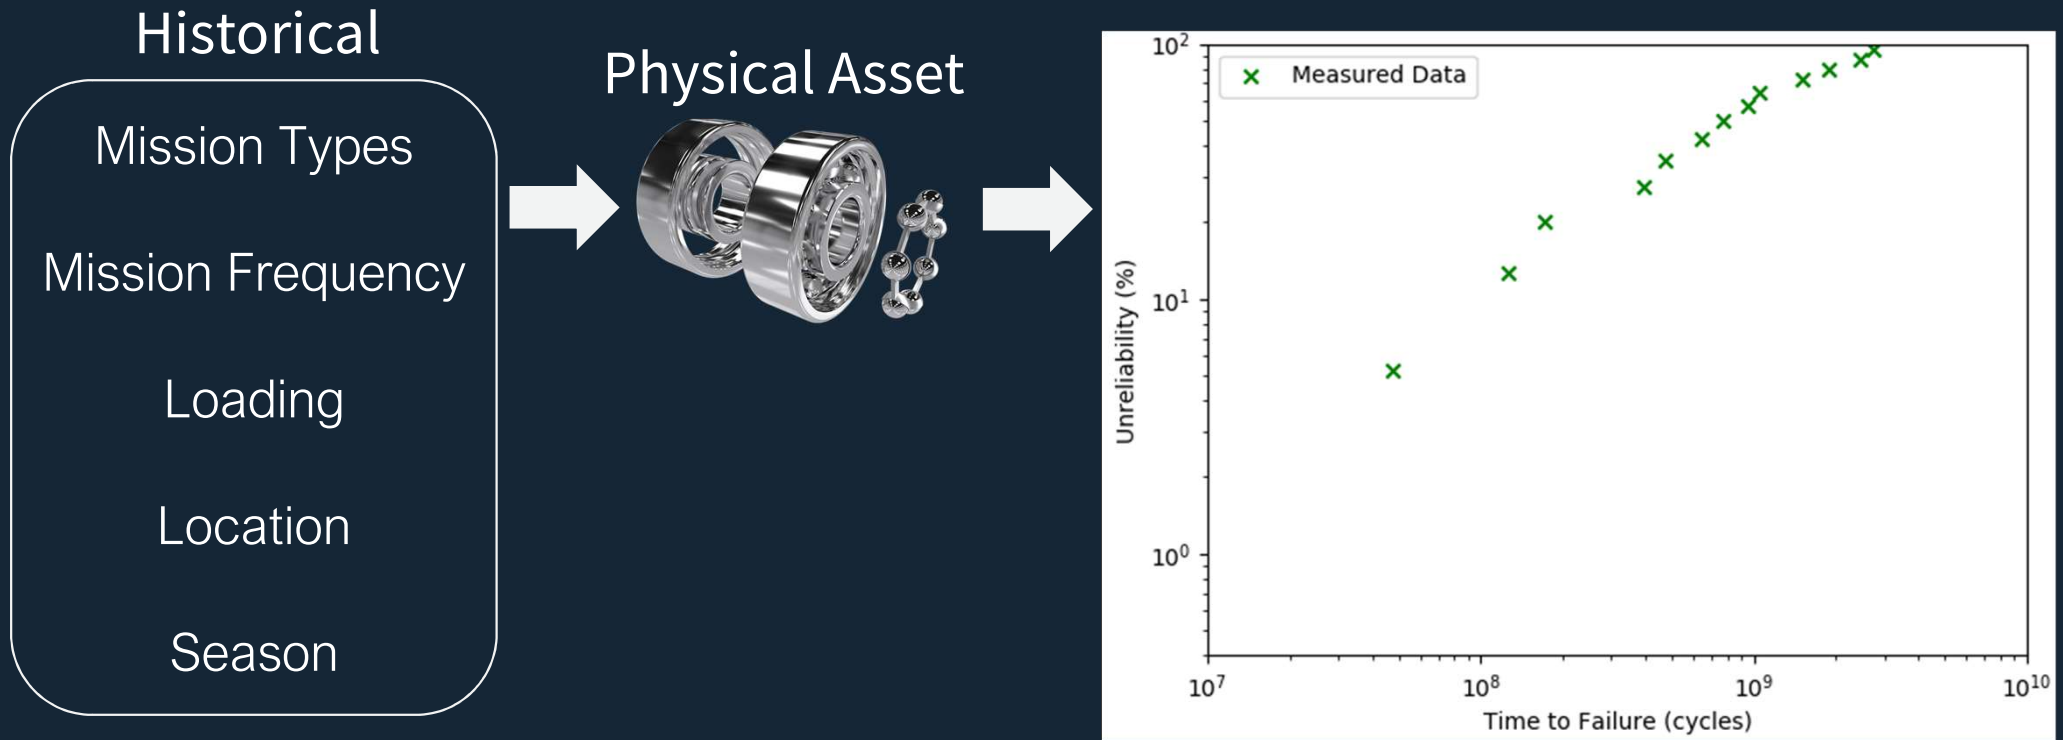 Historical
Mission Types
Mission Frequency
Loading
Location
Season
Physical Asset
Measured Data
Unreliability (%)
10²
10¹
10⁰
10⁷
10⁸
10⁹
10¹⁰
Time to Failure (cycles)